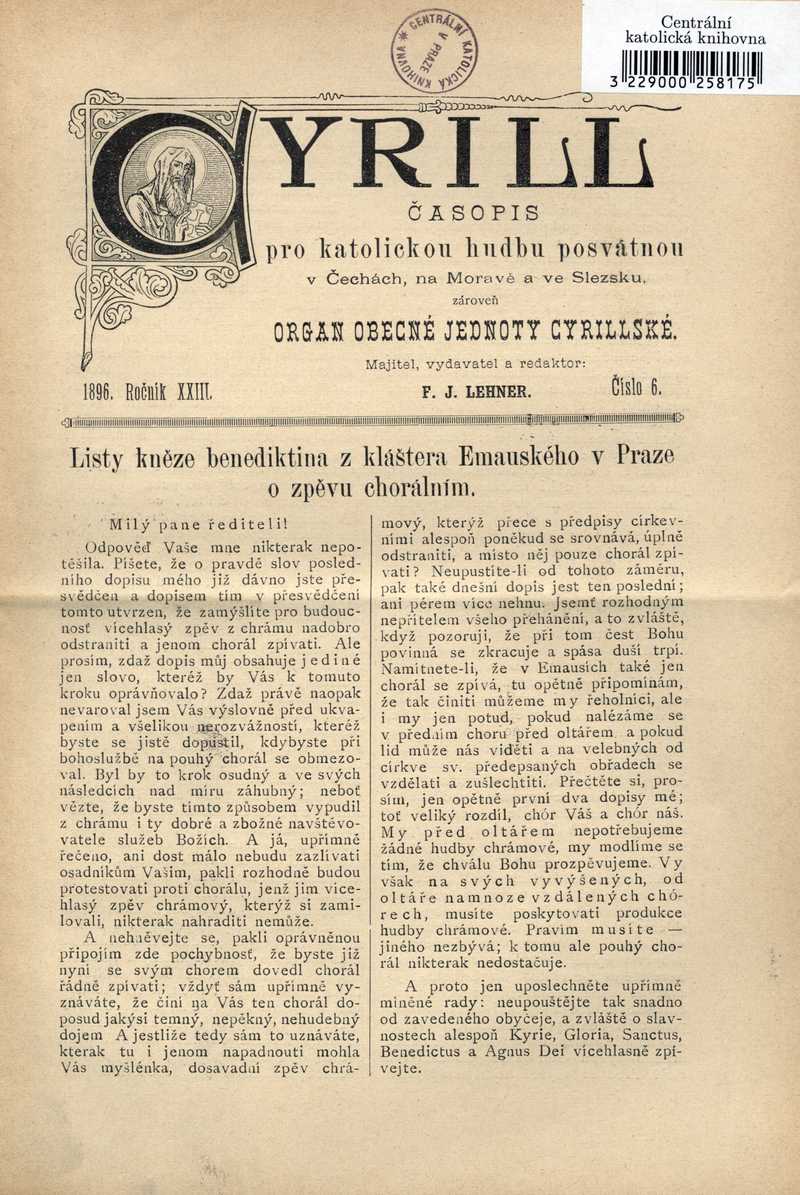 Centrální
katolická knihovna
3 229000 258175
CENTRÁLNÍ KATOLICKÁ KNIHOVNA
V PRAZE
CYRILL
ČASOPIS
pro katolickou hudbu posvátnou
v Čechách, na Moravě a ve Slezsku,
zároveň
ORGAN OBECNÉ JEDNOTY CYRILLSKÉ.
Majitel, vydavatel a redaktor:
1896. Ročník XXIII. F. J. LEHNER. Číslo 6.
Listy kněze benediktina z kláštera Emauského v Praze
o zpěvu chorálním.
Milý pane řediteli!
Odpověď Vaše mne nikterak nepo-
těšila. Píšete, že o pravdě slov posled-
ního dopisu mého již dávno jste pře-
svědčen a dopisem tím v přesvědčení
tomto utvrzen, že zamýšlíte pro budouc-
nosť vícehlasý zpěv z chrámu nadobro
odstraniti a jenom chorál zpívati. Ale
prosím, zdaž dopis můj obsahuje jediné
jen slovo, kteréž by Vás k tomuto
kroku oprávňovalo? Zdaž právě naopak
nevaroval jsem Vás výslovně před ukva-
pením a všelikou nerozvážností, kteréž
byste se jistě dopustil, kdybyste při
bohoslužbě na pouhý chorál se obmezo-
val. Byl by to krok osudný a ve svých
následcích nad míru záhubný; neboť
vězte, že byste tímto způsobem vypudil
z chrámu i ty dobré a zbožné navštěvo-
vatele služeb Božích. A já, upřímně
řečeno, ani dost málo nebudu zazlívati
osadníkům Vaším, pakli rozhodně budou
protestovati proti chorálu, jenž jim více-
hlasý zpěv chrámový, kterýž si zami-
lovali, nikterak nahraditi nemůže.
A nehněvejte se, pakli oprávněnou
připojím zde pochybnosť, že byste již
nyní se svým chorem dovedl chorál
řádně zpívati; vždyť sám upřímně vy-
znáváte, že činí na Vás ten chorál do-
posud jakýsi temný, nepěkný, nehudebný
dojem A jestliže tedy sám to uznáváte,
kterak tu i jenom napadnouti mohla
Vás myšlénka, dosavadní zpěv chrá-
mový, kterýž přece s předpisy církev-
ními alespoň poněkud se srovnává, úplně
odstraniti, a místo něj pouze chorál zpí-
vati? Neupustíte-li od tohoto záměru,
pak také dnešní dopis jest ten poslední;
ani pérem více nehnu. Jsemť rozhodným
nepřítelem všeho přehánění, a to zvláště,
když pozoruji, že při tom čest Bohu
povinná se zkracuje a spása duší trpí.
Namítnete-li, že v Emausích také jen
chorál se zpívá, tu opětně připomínám,
že tak činiti můžeme my řeholníci, ale
i my jen potud, pokud nalézáme se
v předním choru před oltářem a pokud
lid může nás viděti a na velebných od
církve sv. předepsaných obřadech se
vzdělati a zušlechtiti. Přečtěte si, pro-
sím, jen opětně první dva dopisy mé;
toť veliký rozdíl, chór Váš a chór náš.
My před oltářem nepotřebujeme
žádné hudby chrámové, my modlíme se
tím, že chválu Bohu prozpěvujeme. Vy
však na svých vyvýšených, od
oltáře namnoze vzdálených chó-
rech, musíte poskytovati produkce
hudby chrámové. Pravím musíte —
jiného nezbývá; k tomu ale pouhý cho-
rál nikterak nedostačuje.
A proto jen uposlechněte upřímně
míněné rady: neupouštějte tak snadno
od zavedeného obyčeje, a zvláště o slav-
nostech alespoň Kyrie, Gloria, Sanctus,
Benedictus a Agnus Dei vícehlasně zpí-
vejte.